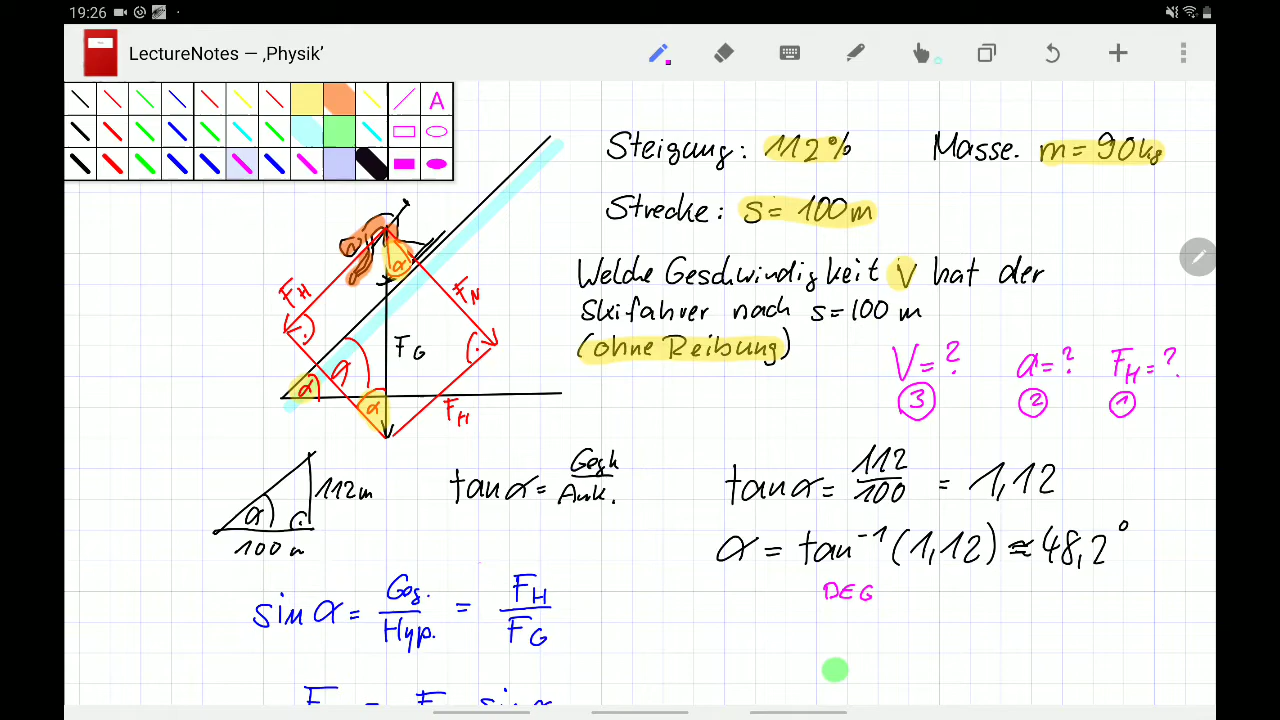 19:26
LectureNotes — ‚Physik’
A
Steigung: 112% Masse. m = 90kg
Strecke: s = 100m
Welche Geschwindigkeit V hat der
Skifahrer nach s = 100 m
(ohne Reibung)
V = ? a = ? F_H = ?
3 2 1
F_H F_N
α
F_G
α α α
F_H
112m
α
100m
tan α = Gegk / Ank.
tan α = 112 / 100 = 1,12
α = tan⁻¹ (1,12) ≈ 48,2°
DEG
sin α = Geg. / Hyp. = F_H / F_G